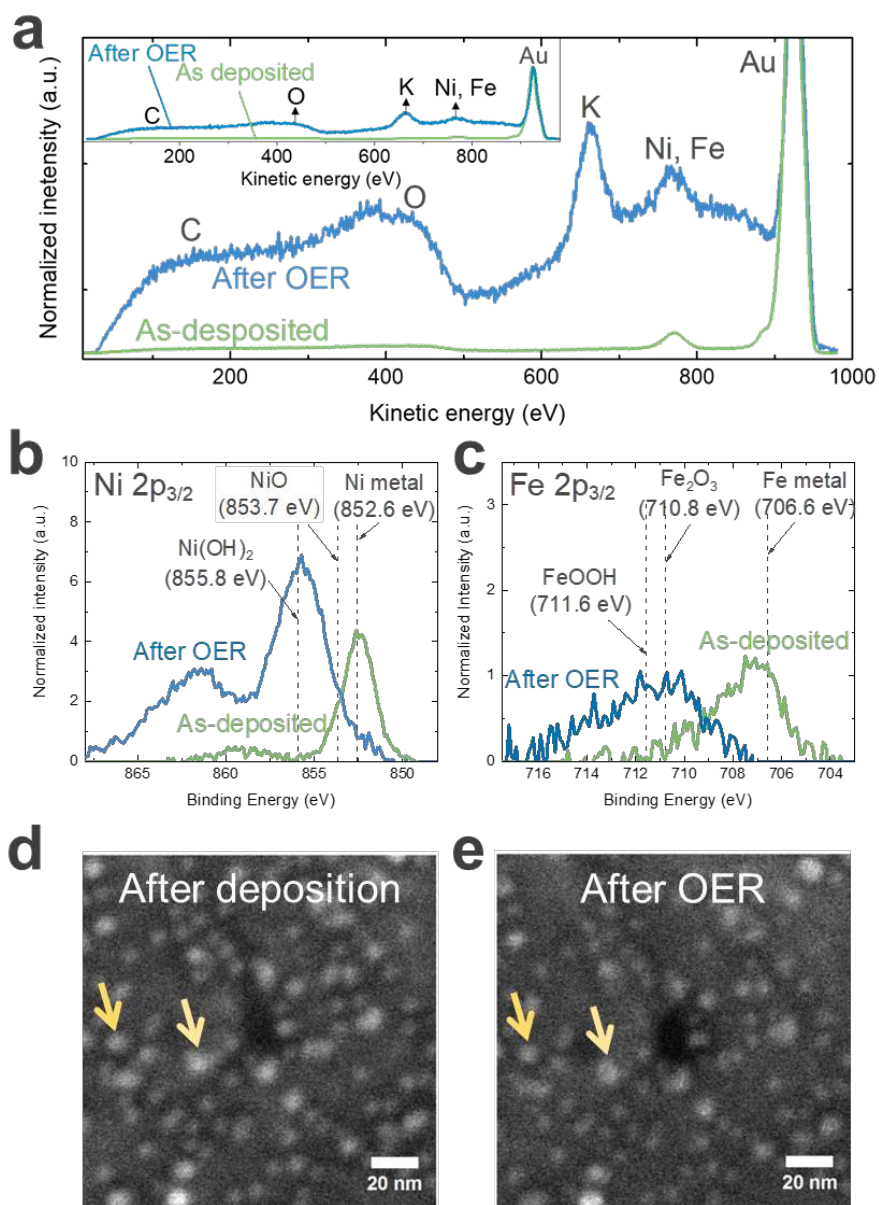 a
After OER
As deposited
C
O
K
Ni, Fe
Au
200
400
600
800
Kinetic energy (eV)
Au
K
Ni, Fe
C
O
After OER
As-desposited
Normalized inetensity (a.u.)
200
400
600
800
1000
Kinetic energy (eV)
b
Ni 2p3/2
NiO
(853.7 eV)
Ni metal
(852.6 eV)
Ni(OH)2
(855.8 eV)
After OER
As-deposited
Normalized intensity (a.u.)
10
8
6
4
2
0
865
860
855
850
Binding Energy (eV)
c
Fe 2p3/2
Fe2O3
(710.8 eV)
Fe metal
(706.6 eV)
FeOOH
(711.6 eV)
As-deposited
After OER
Normalized Intensity (a.u.)
3
2
1
0
716
714
712
710
708
706
704
Binding Energy (eV)
d
After deposition
20 nm
e
After OER
20 nm